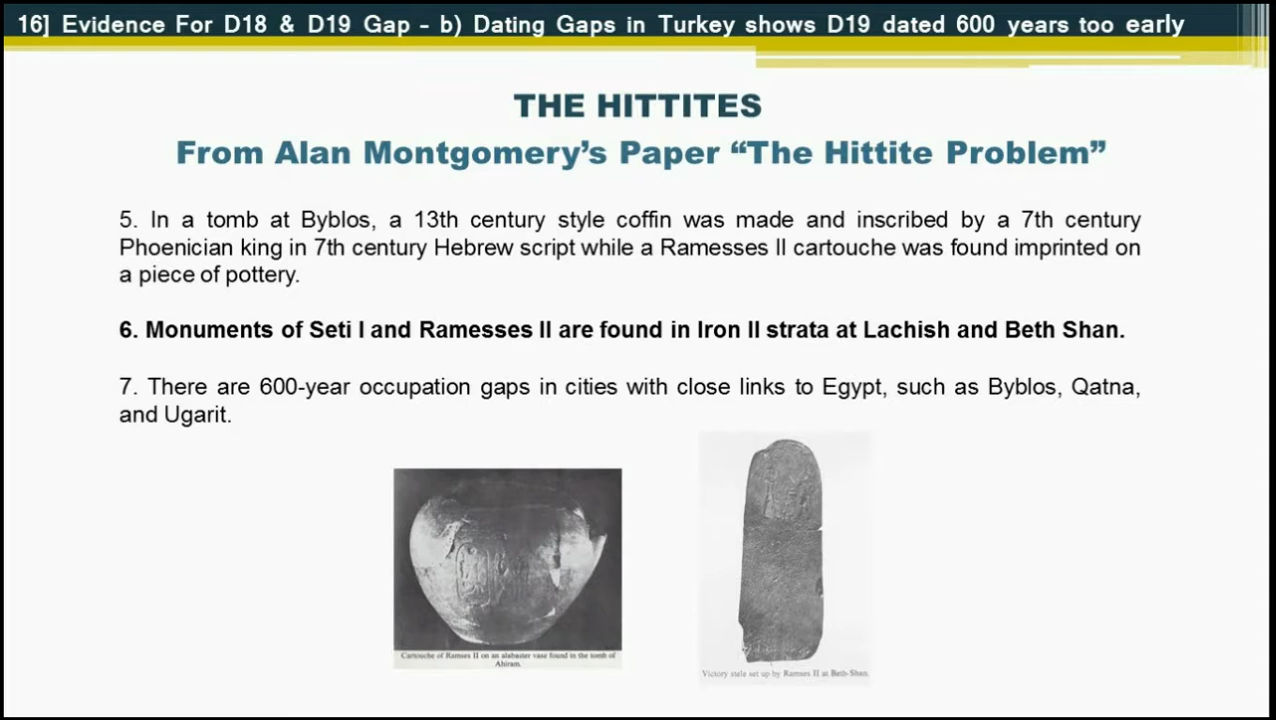 16] Evidence For D18 & D19 Gap – b) Dating Gaps in Turkey shows D19 dated 600 years too early
THE HITTITES
From Alan Montgomery’s Paper “The Hittite Problem”
5. In a tomb at Byblos, a 13th century style coffin was made and inscribed by a 7th century
Phoenician king in 7th century Hebrew script while a Ramesses II cartouche was found imprinted on
a piece of pottery.
6. Monuments of Seti I and Ramesses II are found in Iron II strata at Lachish and Beth Shan.
7. There are 600-year occupation gaps in cities with close links to Egypt, such as Byblos, Qatna,
and Ugarit.
Cartouche of Ramses II on an alabaster vase found in the tomb of
Ahiram.
Victory stele set up by Ramses II at Beth-Shan.